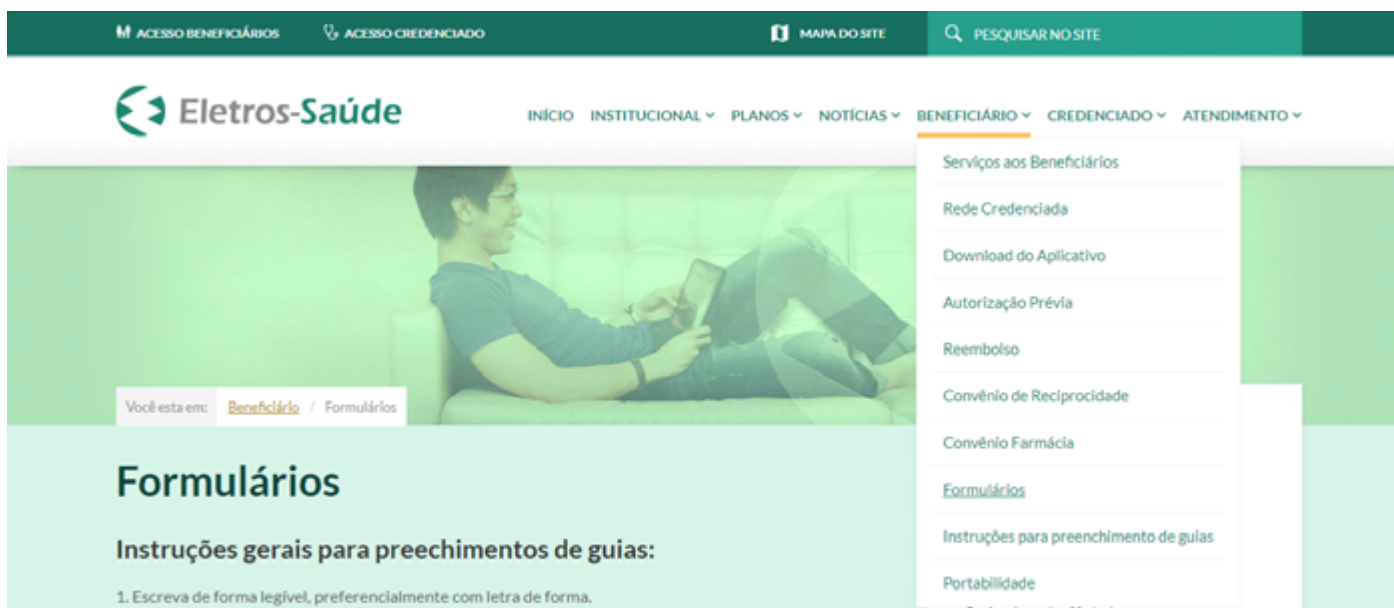 ACESSO BENEFICIÁRIOS ACESSO CREDENCIADO MAPA DO SITE PESQUISAR NO SITE
Eletros-Saúde
INÍCIO INSTITUCIONAL PLANOS NOTÍCIAS BENEFICIÁRIO CREDENCIADO ATENDIMENTO
Serviços aos Beneficiários
Rede Credenciada
Download do Aplicativo
Autorização Prévia
Reembolso
Convênio de Reciprocidade
Convênio Farmácia
Formulários
Instruções para preenchimento de guias
Portabilidade
Você esta em: Beneficiário / Formulários
Formulários
Instruções gerais para preechimentos de guias:
1. Escreva de forma legível, preferencialmente com letra de forma.